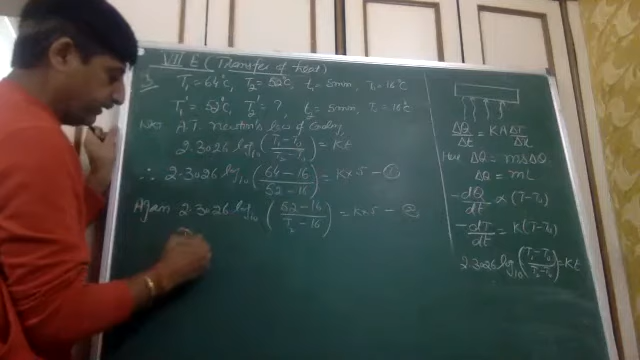 VII E (Transfer of heat)
3. T₁ = 64°C, T₂ = 52°C, t₁ = 5min, T₀ = 16°C
T₁' = 52°C, T₂' = ?, t₂ = 5min, T₀ = 16°C
Now A.T. Newton's law of Cooling
2.3026 log₁₀ (T₁ - T₀ / T₂ - T₀) = Kt
∴ 2.3026 log₁₀ (64 - 16 / 52 - 16) = K×5 - ①
Again 2.3026 log₁₀ (52 - 16 / T₂ - 16) = K×5 - ②
ΔQ/Δt = KA ΔT/Δx
Here ΔQ = msΔθ
ΔQ = mL
-dQ/dt ∝ (T-T₀)
-dT/dt = K(T-T₀)
2.3026 log₁₀ (T₁-T₀ / T₂-T₀) = Kt